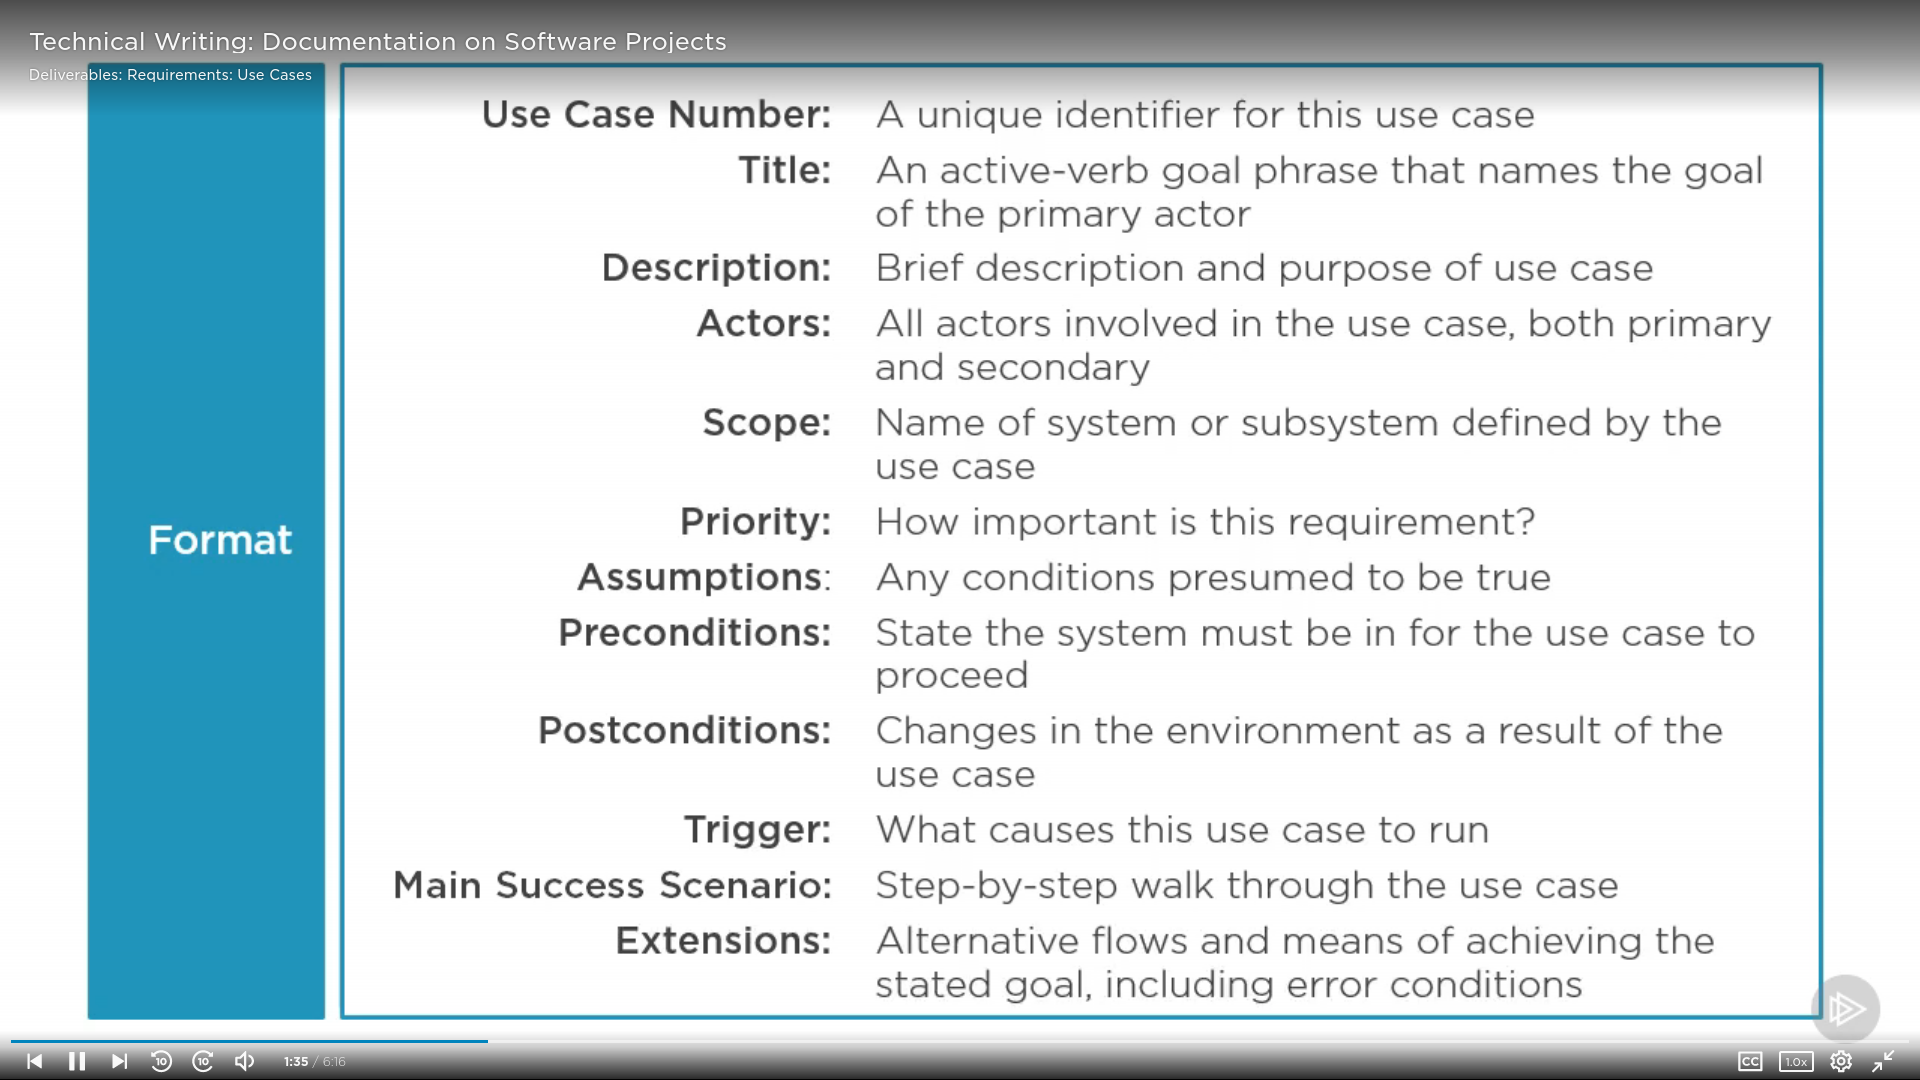 Technical Writing: Documentation on Software Projects
Deliverables: Requirements: Use Cases
Format
Use Case Number: A unique identifier for this use case
Title: An active-verb goal phrase that names the goal
of the primary actor
Description: Brief description and purpose of use case
Actors: All actors involved in the use case, both primary
and secondary
Scope: Name of system or subsystem defined by the
use case
Priority: How important is this requirement?
Assumptions: Any conditions presumed to be true
Preconditions: State the system must be in for the use case to
proceed
Postconditions: Changes in the environment as a result of the
use case
Trigger: What causes this use case to run
Main Success Scenario: Step-by-step walk through the use case
Extensions: Alternative flows and means of achieving the
stated goal, including error conditions
10 10 1:35 / 6:16 CC 1.0x